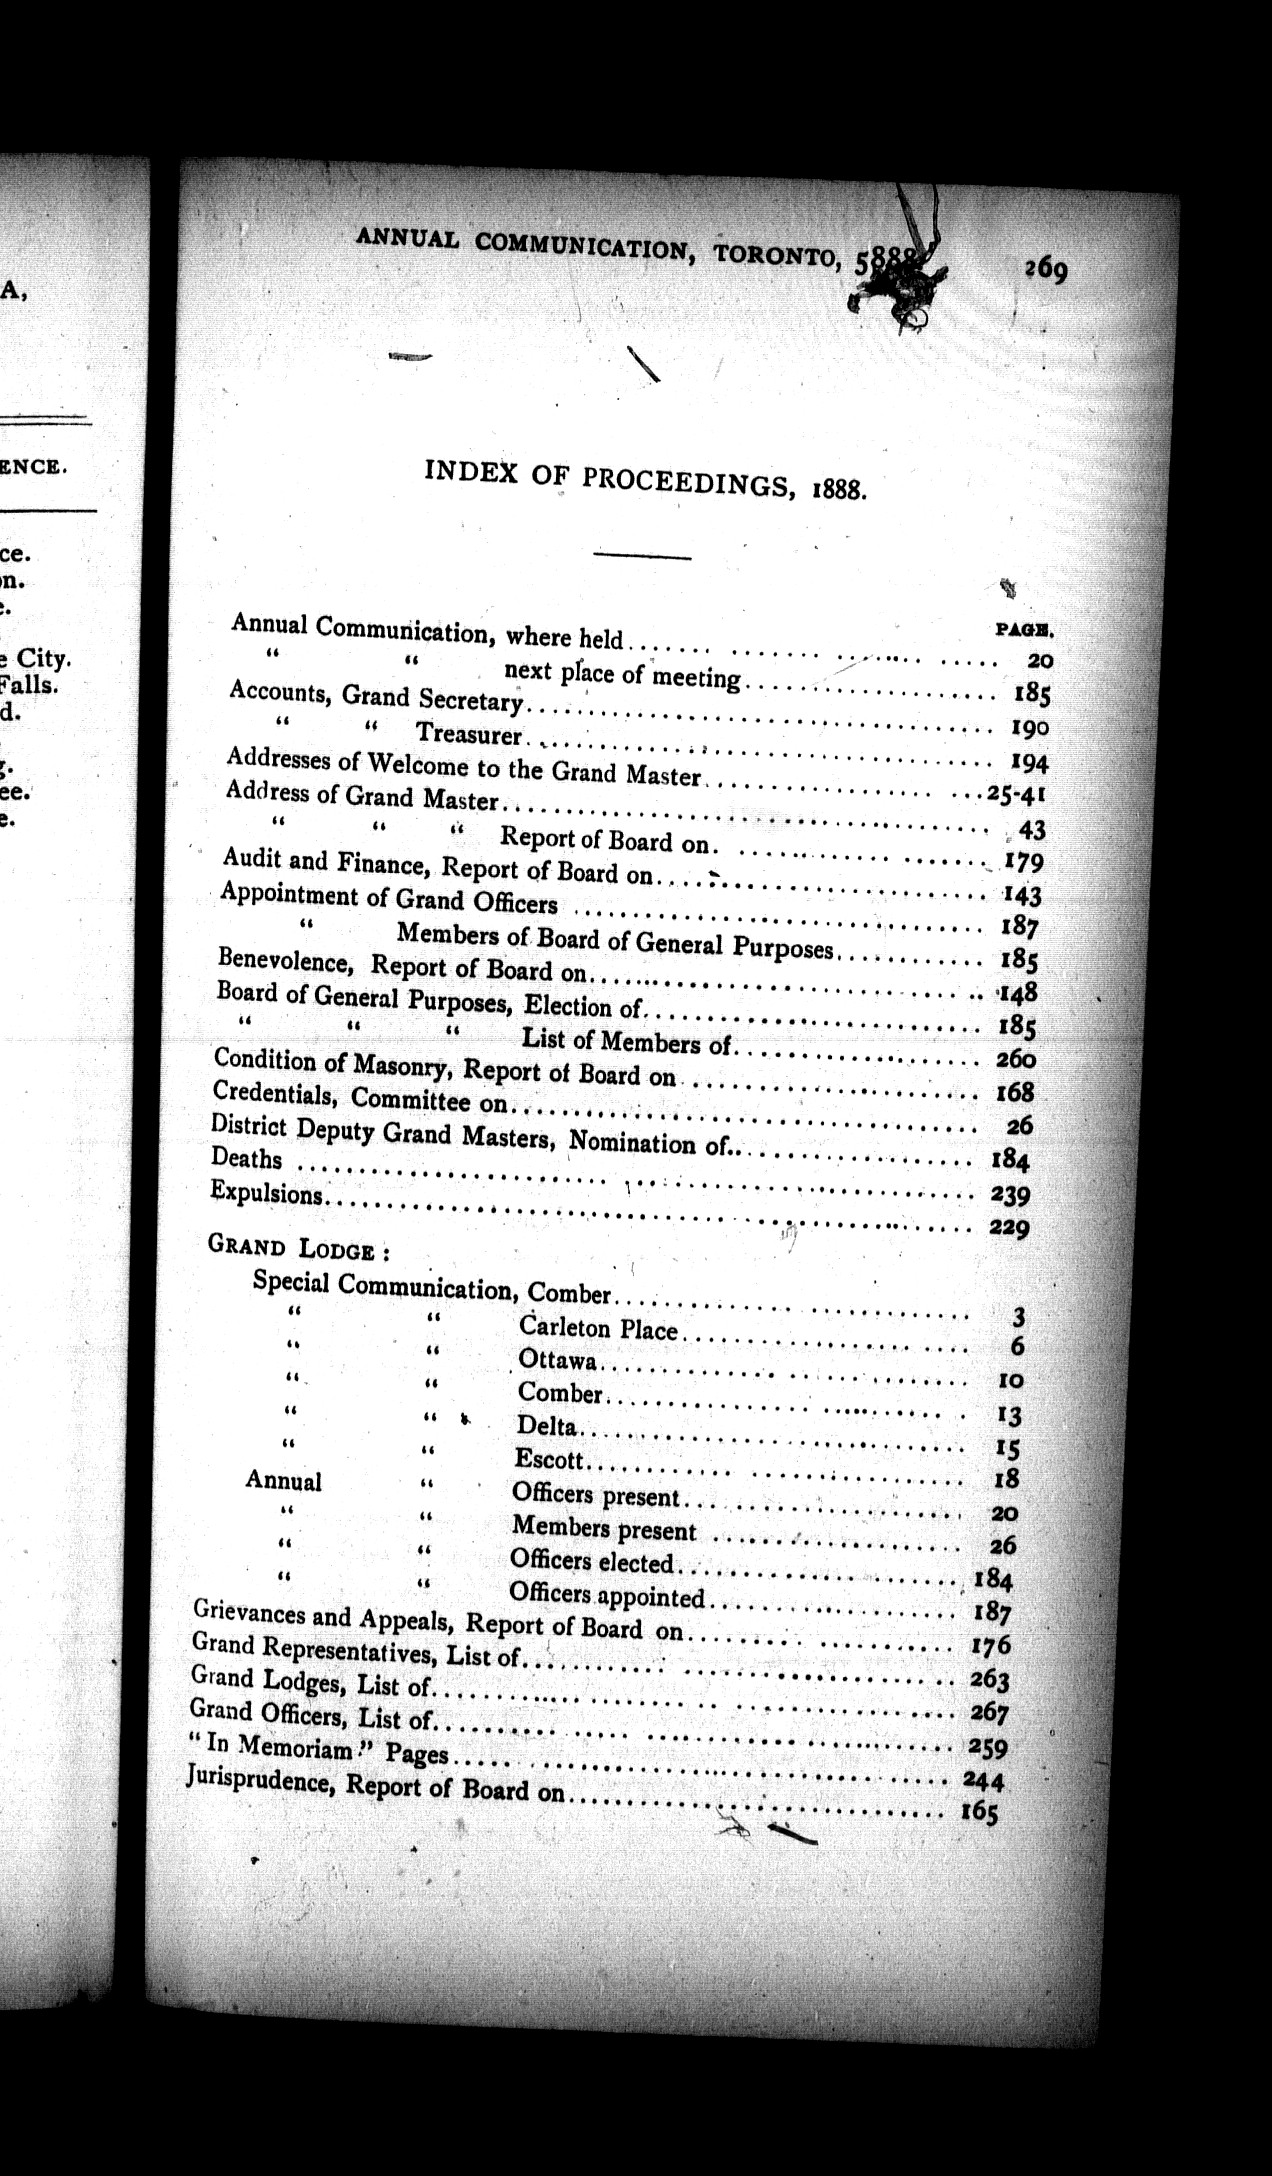 A,
ENCE.
ce.
on.
e.
e City.
Falls.
d.
g.
ee.
e.
ANNUAL COMMUNICATION, TORONTO, 5888 269
INDEX OF PROCEEDINGS, 1888.
PAGE.
Annual Communication, where held 20
“ “ next place of meeting 185
Accounts, Grand Secretary 190
“ “ Treasurer 194
Addresses of Welcome to the Grand Master 25-41
Address of Grand Master 43
“ “ “ Report of Board on 179
Audit and Finance, Report of Board on 143
Appointment of Grand Officers 187
“ Members of Board of General Purposes 185
Benevolence, Report of Board on 148
Board of General Purposes, Election of 185
“ “ “ List of Members of 260
Condition of Masonry, Report of Board on 168
Credentials, Committee on 26
District Deputy Grand Masters, Nomination of 184
Deaths 239
Expulsions 229
GRAND LODGE :
Special Communication, Comber 3
“ “ Carleton Place 6
“ “ Ottawa 10
“ “ Comber 13
“ “ Delta 15
“ “ Escott 18
Annual “ Officers present 20
“ “ Members present 26
“ “ Officers elected 184
“ “ Officers appointed 187
Grievances and Appeals, Report of Board on 176
Grand Representatives, List of 263
Grand Lodges, List of 267
Grand Officers, List of 259
“ In Memoriam ” Pages 244
Jurisprudence, Report of Board on 165